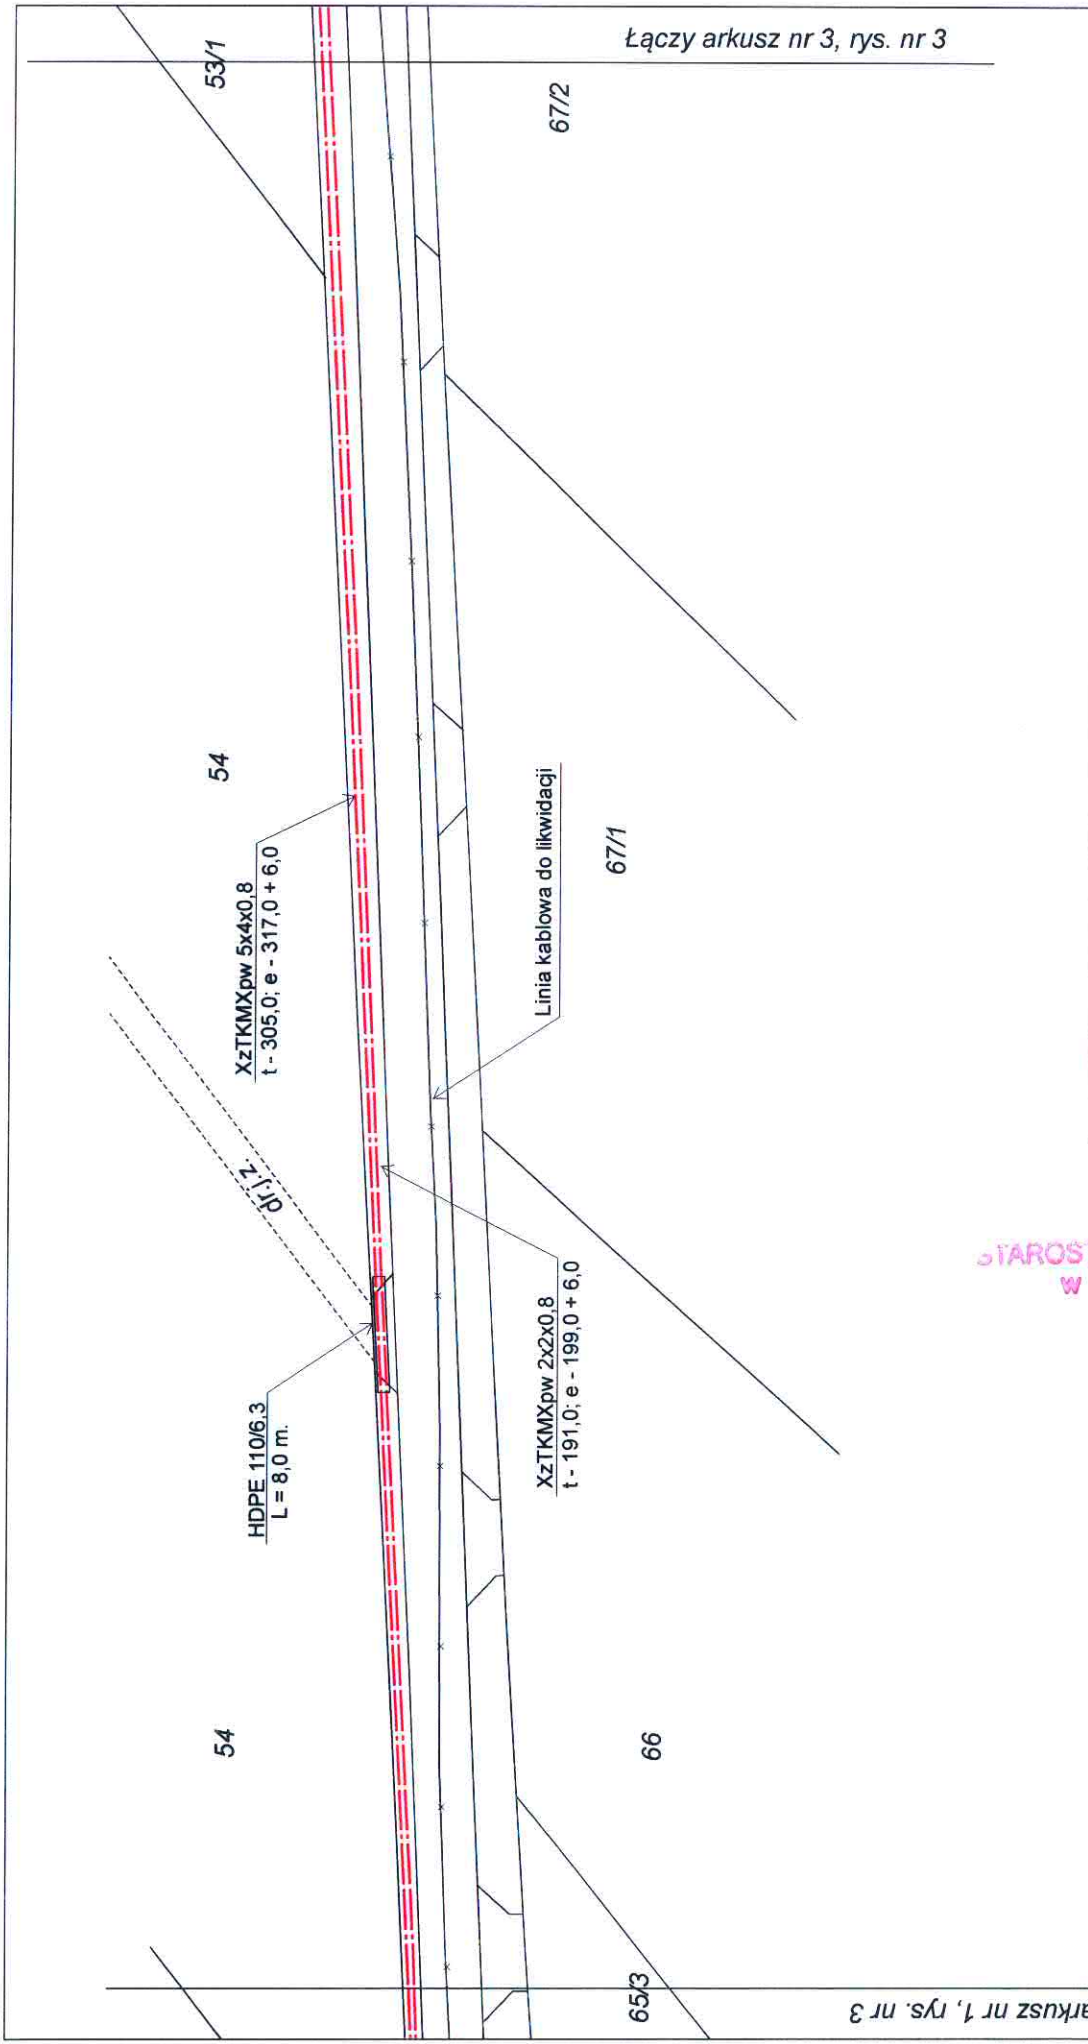 Łączy arkusz nr 3, rys. nr 3
53/1
67/2
54
XzTKMXpw 5x4x0,8
t - 305,0; e - 317,0 + 6,0
Linia kablowa do likwidacji
67/1
dr.j.z.
HDPE 110/6,3
L = 8,0 m.
XzTKMXpw 2x2x0,8
t - 191,0; e - 199,0 + 6,0
STAROS
W
54
66
65/3
arkusz nr 1, rys. nr 3